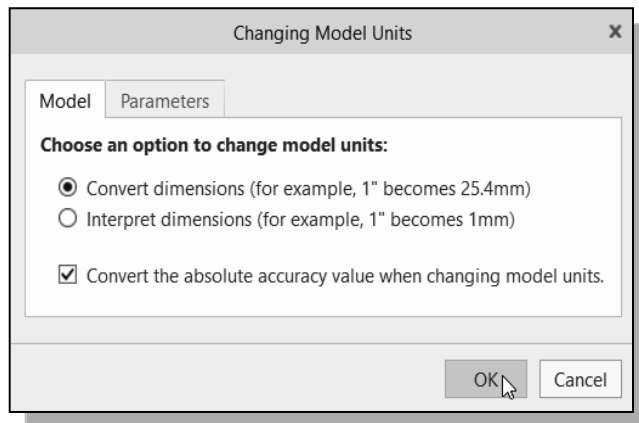 Changing Model Units
Model Parameters
Choose an option to change model units:
Convert dimensions (for example, 1" becomes 25.4mm)
Interpret dimensions (for example, 1" becomes 1mm)
Convert the absolute accuracy value when changing model units.
OK Cancel